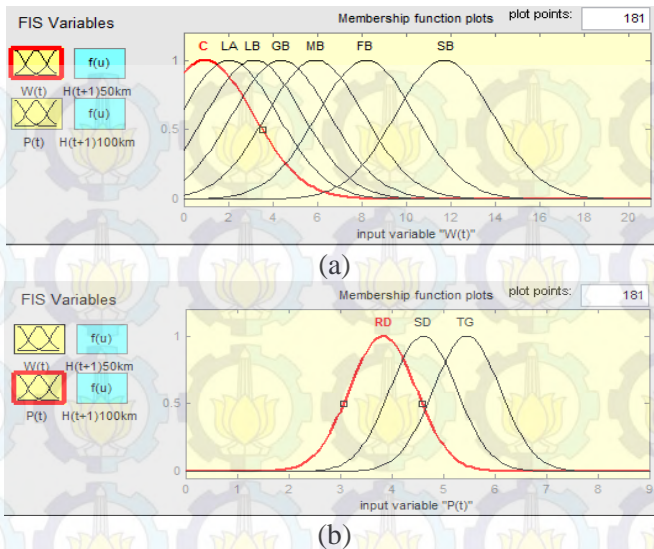 FIS Variables
Membership function plots plot points: 181
f(u)
W(t) H(t+1)50km
f(u)
P(t) H(t+1)100km
C LA LB GB MB FB SB
1
0.5
0
0 2 4 6 8 10 12 14 16 18 20
input variable "W(t)"
(a)
FIS Variables
Membership function plots plot points: 181
f(u)
W(t) H(t+1)50km
f(u)
P(t) H(t+1)100km
RD SD TG
1
0.5
0
0 1 2 3 4 5 6 7 8 9
input variable "P(t)"
(b)